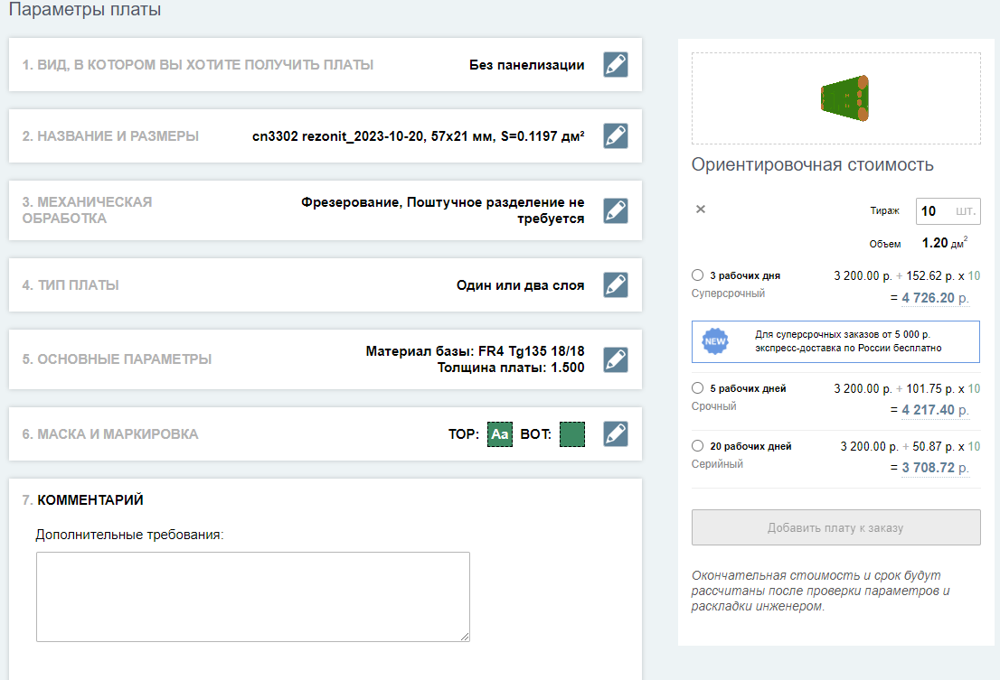 Параметры платы
1. ВИД, В КОТОРОМ ВЫ ХОТИТЕ ПОЛУЧИТЬ ПЛАТЫ Без панелизации
2. НАЗВАНИЕ И РАЗМЕРЫ cn3302 rezonit_2023-10-20, 57x21 мм, S=0.1197 дм²
3. МЕХАНИЧЕСКАЯ ОБРАБОТКА
Фрезерование, Поштучное разделение не
требуется
4. ТИП ПЛАТЫ Один или два слоя
5. ОСНОВНЫЕ ПАРАМЕТРЫ
Материал базы: FR4 Tg135 18/18
Толщина платы: 1.500
6. МАСКА И МАРКИРОВКА TOP: Aa BOT:
7. КОММЕНТАРИЙ
Дополнительные требования:
Ориентировочная стоимость
× Тираж 10 шт.
Объем 1.20 дм²
3 рабочих дня 3 200.00 р. + 152.62 р. x 10
Суперсрочный = 4 726.20 р.
NEW
Для суперсрочных заказов от 5 000 р.
экспресс-доставка по России бесплатно
5 рабочих дней 3 200.00 р. + 101.75 р. x 10
Срочный = 4 217.40 р.
20 рабочих дней 3 200.00 р. + 50.87 р. x 10
Серийный = 3 708.72 р.
Добавить плату к заказу
Окончательная стоимость и срок будут
рассчитаны после проверки параметров и
раскладки инженером.